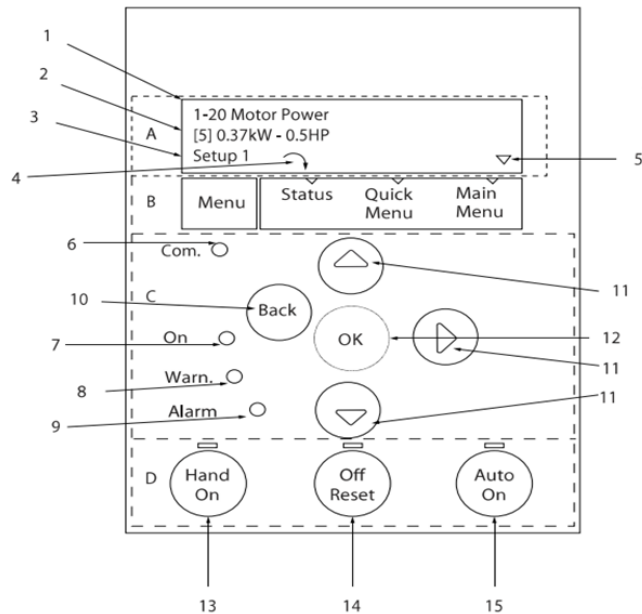 1
2
3
4
5
6
7
8
9
10
11
11
11
12
13
14
15
A
B
C
D
1-20 Motor Power
[5] 0.37kW - 0.5HP
Setup 1
Menu
Status
Quick
Menu
Main
Menu
Com.
Back
OK
On
Warn.
Alarm
Hand
On
Off
Reset
Auto
On